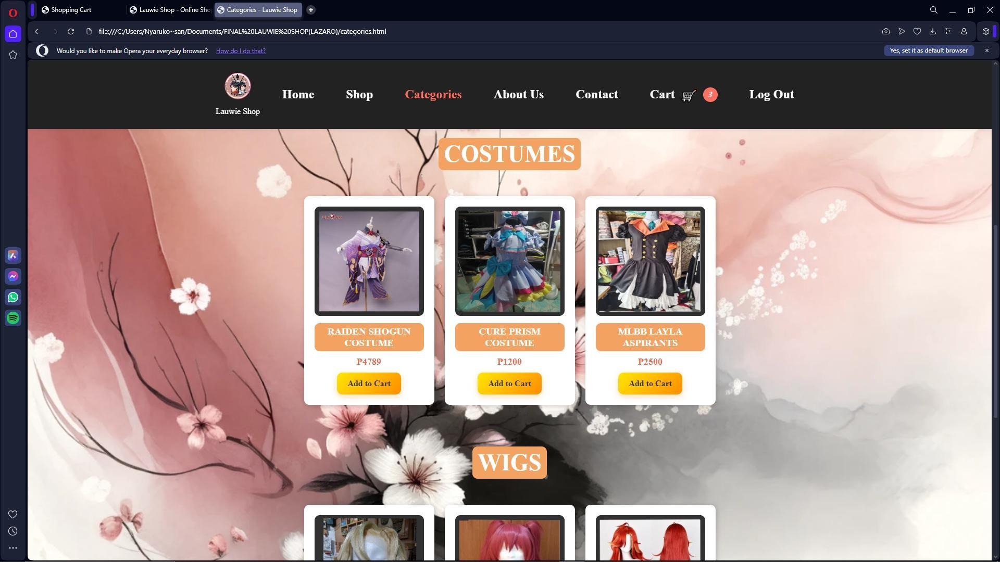 Shopping Cart
Lauwie Shop - Online Sho
Categories - Lauwie Shop
file:///C:/Users/Nyaruko~san/Documents/FINAL%20LAUWIE%20SHOP(LAZARO)/categories.html
Would you like to make Opera your everyday browser? How do I do that?
Yes, set it as default browser
Lauwie Shop
Home
Shop
Categories
About Us
Contact
Cart 3
Log Out
COSTUMES
RAIDEN SHOGUN
COSTUME
₱4789
Add to Cart
CURE PRISM
COSTUME
₱1200
Add to Cart
MLBB LAYLA
ASPIRANTS
₱2500
Add to Cart
WIGS